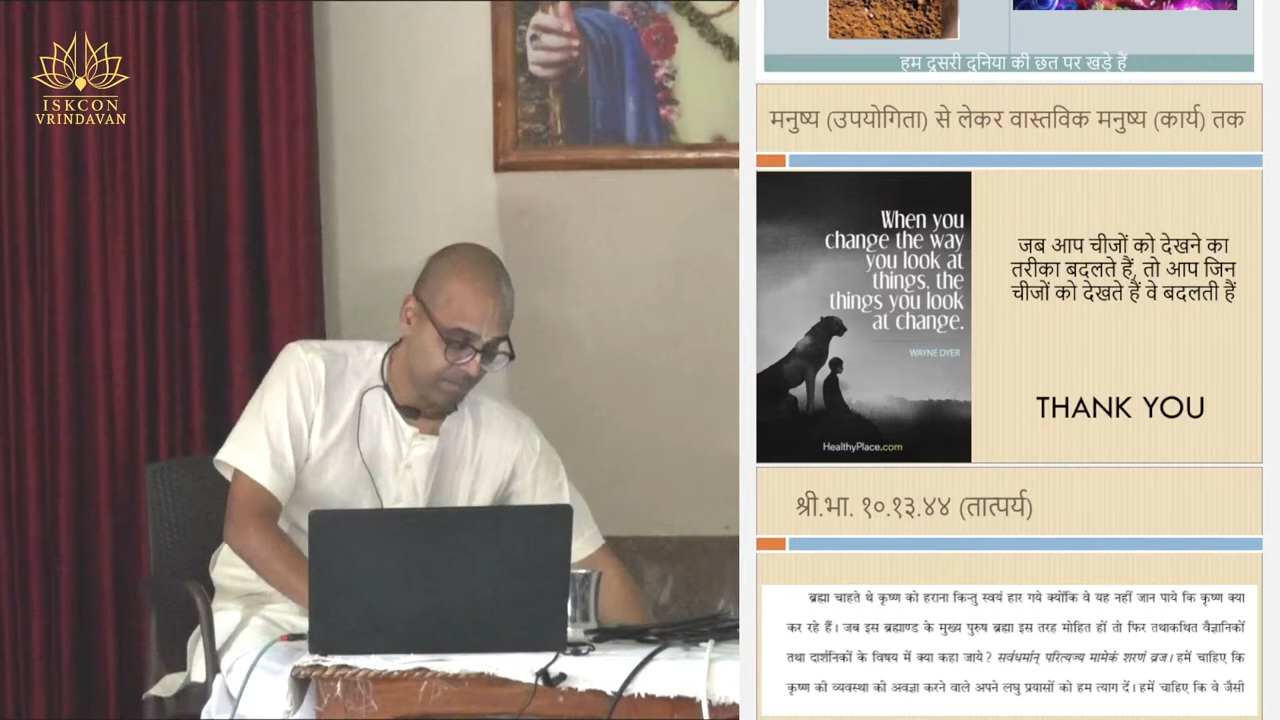 ISKCON
VRINDAVAN
हम दूसरी दुनिया की छत पर खड़े हैं
मनुष्य (उपयोगिता) से लेकर वास्तविक मनुष्य (कार्य) तक
When you
change the way
you look at
things, the
things you look
at change.
WAYNE DYER
HealthyPlace.com
जब आप चीजों को देखने का
तरीका बदलते हैं, तो आप जिन
चीजों को देखते हैं वे बदलती हैं
THANK YOU
श्री.भा. १०.१३.४४ (तात्पर्य)
ब्रह्मा चाहते थे कृष्ण को हराना किन्तु स्वयं हार गये क्योंकि वे यह नहीं जान पाये कि कृष्ण क्या
कर रहे हैं। जब इस ब्रह्माण्ड के मुख्य पुरुष ब्रह्मा इस तरह मोहित हों तो फिर तथाकथित वैज्ञानिकों
तथा दार्शनिकों के विषय में क्या कहा जाये? सर्वधर्मान् परित्यज्य मामेकं शरणं व्रज। हमें चाहिए कि
कृष्ण की व्यवस्था की अवज्ञा करने वाले अपने लघु प्रयासों को हम त्याग दें। हमें चाहिए कि वे जैसी